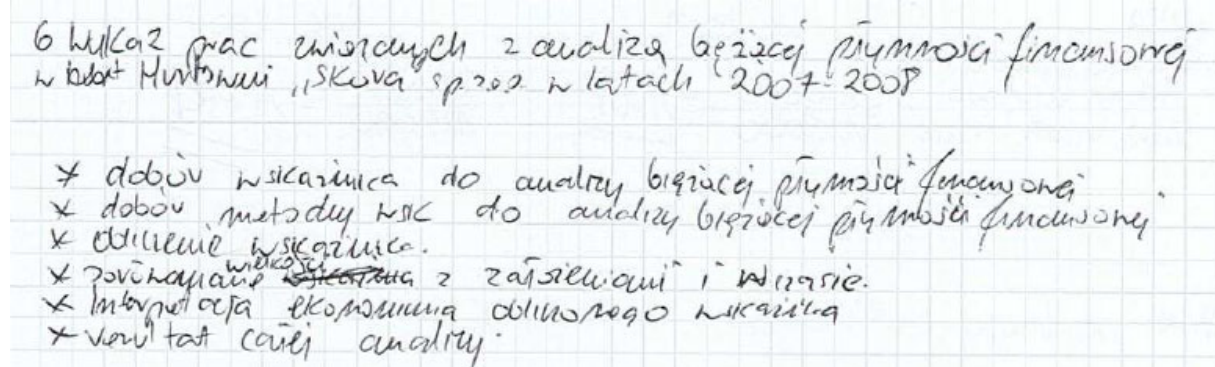 6 Wykaz prac związanych z analizą bieżącej płynności finansowej
w Hurtowni „Skóra" sp. z o.o. w latach 2007-2008
* dobór wskaźnika do analizy bieżącej płynności finansowej
* dobór metody wsk do analizy bieżącej płynności finansowej
* obliczenie wskaźnika.
* porównanie wielkości z założeniami i w czasie.
* Interpretacja ekonomiczna obliczonego wskaźnika
* rezultat całej analizy.